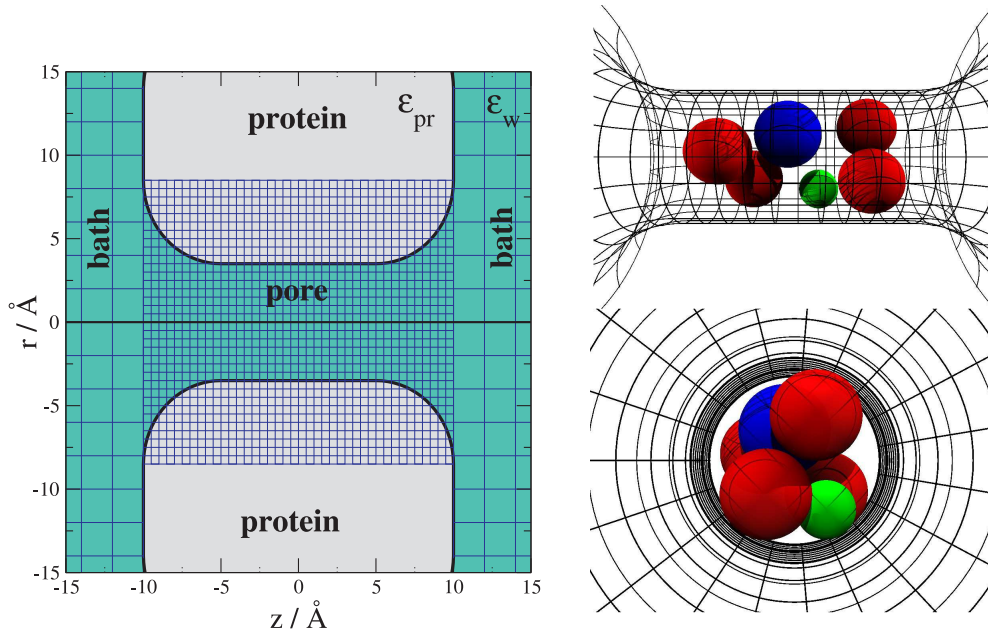 15
10
5
0
-5
-10
-15
r / Å
protein
ε_pr
ε_w
bath
bath
pore
protein
-15 -10 -5 0 5 10 15
z / Å